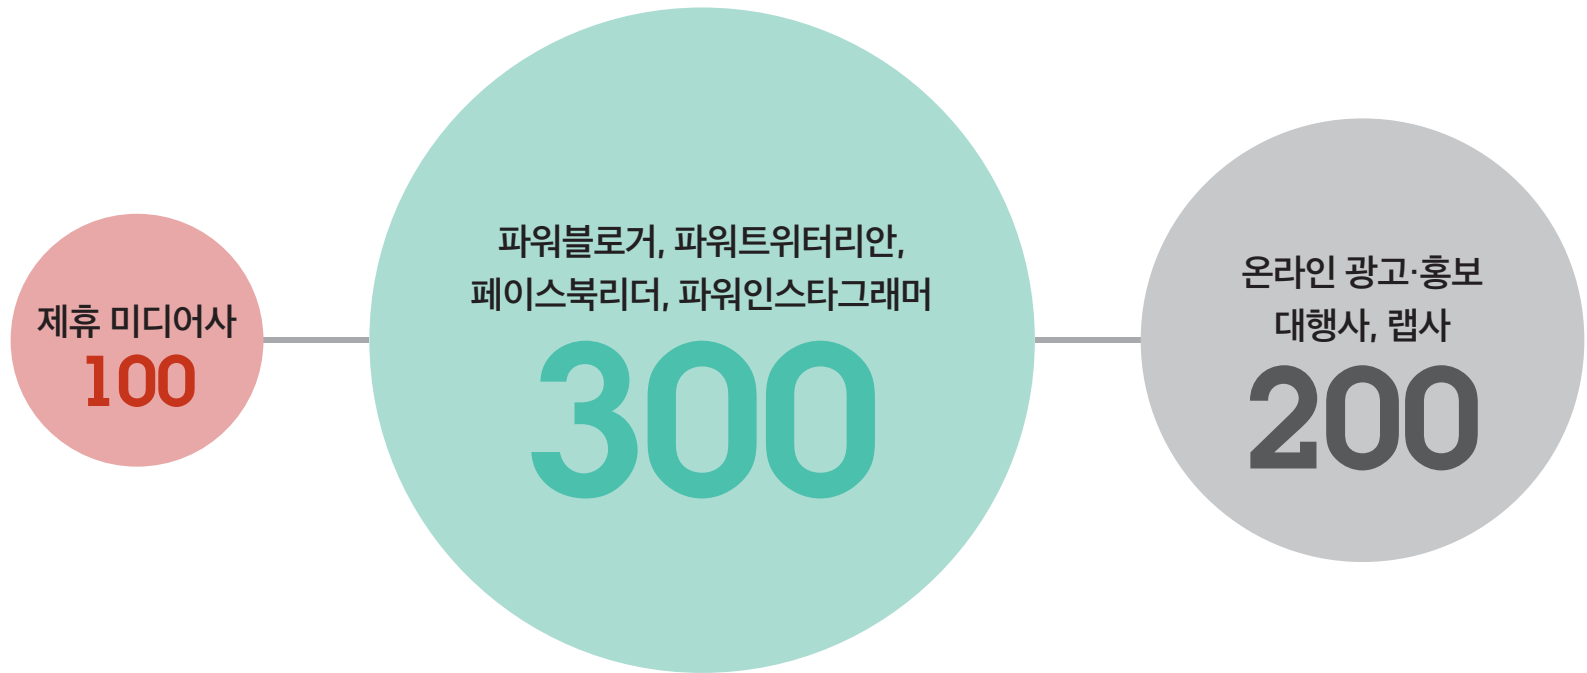 제휴 미디어사
100
파워블로거, 파워트위터리안,
페이스북리더, 파워인스타그래머
300
온라인 광고·홍보
대행사, 랩사
200